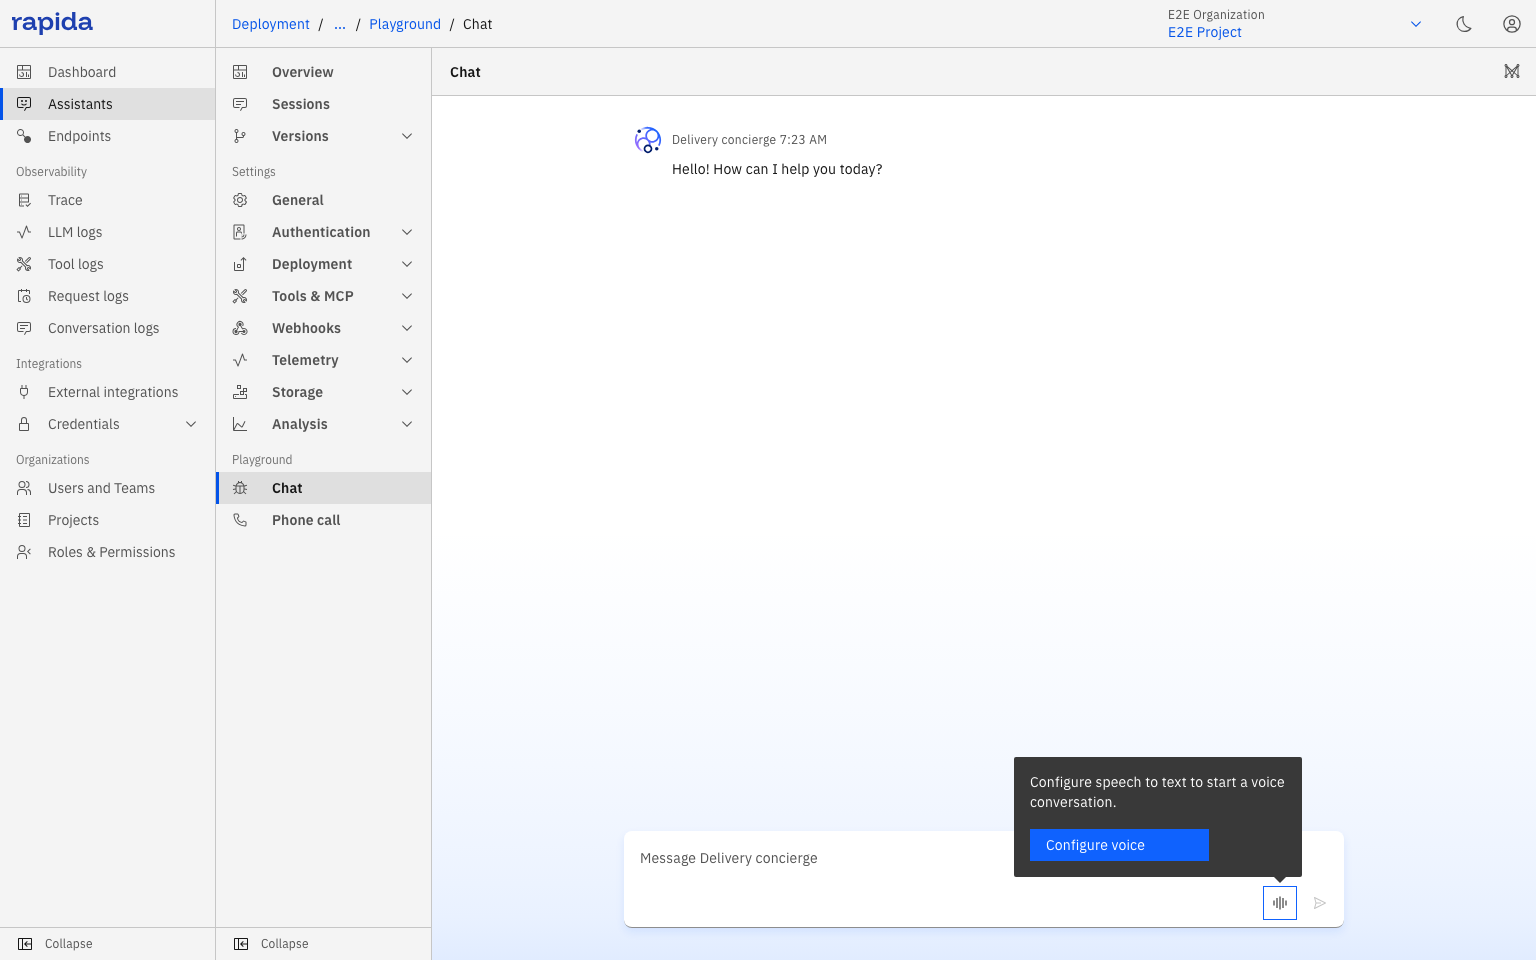 rapida
Deployment / ... / Playground / Chat
E2E Organization
E2E Project
Dashboard
Assistants
Endpoints
Observability
Trace
LLM logs
Tool logs
Request logs
Conversation logs
Integrations
External integrations
Credentials
Organizations
Users and Teams
Projects
Roles & Permissions
Collapse
Overview
Sessions
Versions
Settings
General
Authentication
Deployment
Tools & MCP
Webhooks
Telemetry
Storage
Analysis
Playground
Chat
Phone call
Collapse
Chat
Delivery concierge 7:23 AM
Hello! How can I help you today?
Configure speech to text to start a voice
conversation.
Configure voice
Message Delivery concierge